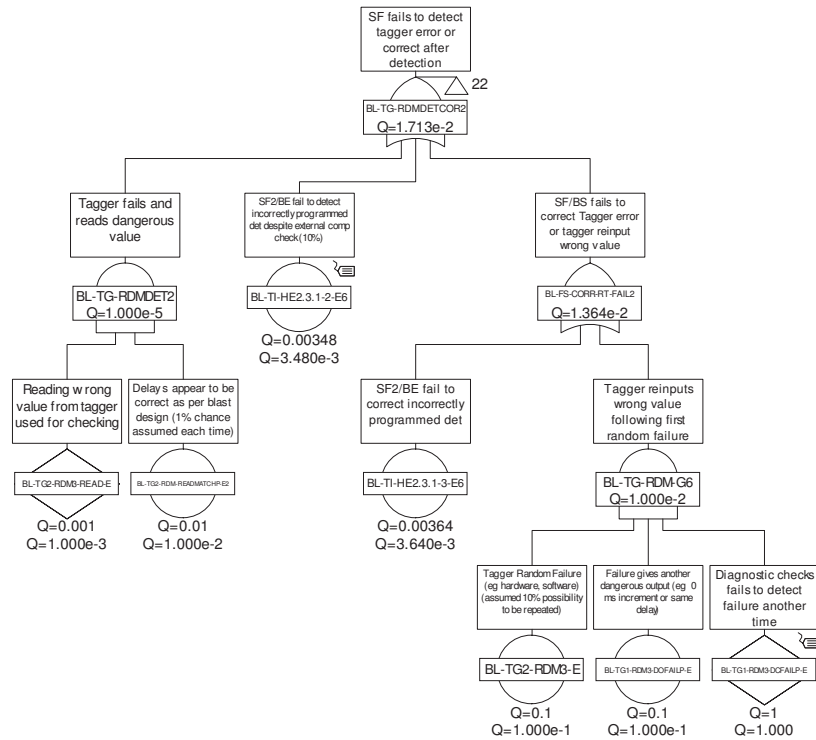 SF fails to detect
tagger error or
correct after
detection
22
BL-TG-RDMDETCOR2
Q=1.713e-2
Tagger fails and
reads dangerous
value
BL-TG-RDMDET2
Q=1.000e-5
SF2/BE fail to detect
incorrectly programmed
det despite external comp
check (10%)
BL-TI-HE2.3.1-2-E6
Q=0.00348
Q=3.480e-3
SF/BS fails to
correct Tagger error
or tagger reinput
wrong value
BL-FS-CORR-RT-FAIL2
Q=1.364e-2
Reading wrong
value from tagger
used for checking
BL-TG2-RDM3-READ-E
Q=0.001
Q=1.000e-3
Delays appear to be
correct as per blast
design (1% chance
assumed each time)
BL-TG2-RDM-READMATCHP-E2
Q=0.01
Q=1.000e-2
SF2/BE fail to
correct incorrectly
programmed det
BL-TI-HE2.3.1-3-E6
Q=0.00364
Q=3.640e-3
Tagger reinputs
wrong value
following first
random failure
BL-TG-RDM-G6
Q=1.000e-2
Tagger Random Failure
(eg hardware, software)
(assumed 10% possibility
to be repeated)
BL-TG2-RDM3-E
Q=0.1
Q=1.000e-1
Failure gives another
dangerous output (eg 0
ms increment or same
delay)
BL-TG1-RDM3-DOFAILP-E
Q=0.1
Q=1.000e-1
Diagnostic checks
fails to detect
failure another
time
BL-TG1-RDM3-DCFAILP-E
Q=1
Q=1.000